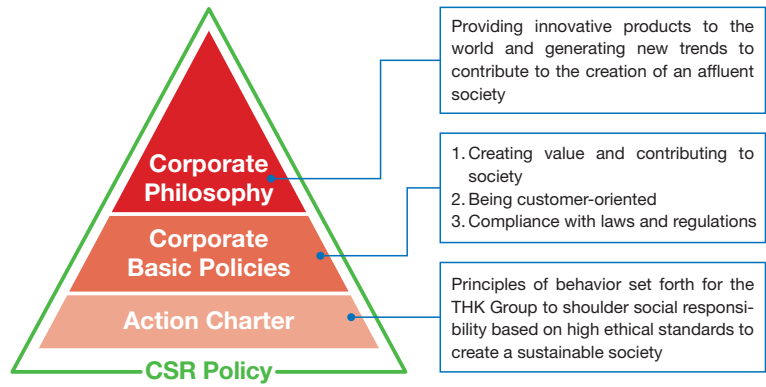 Corporate
Philosophy
Providing innovative products to the
world and generating new trends to
contribute to the creation of an affluent
society
Corporate
Basic Policies
1. Creating value and contributing to
society
2. Being customer-oriented
3. Compliance with laws and regulations
Action Charter
Principles of behavior set forth for the
THK Group to shoulder social responsi-
bility based on high ethical standards to
create a sustainable society
CSR Policy